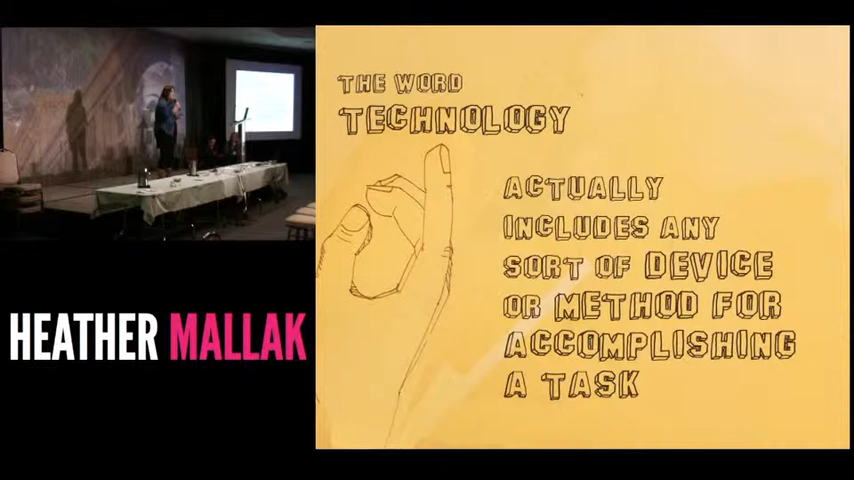 HEATHER MALLAK
THE WORD
TECHNOLOGY
ACTUALLY
INCLUDES ANY
SORT OF DEVICE
OR METHOD FOR
ACCOMPLISHING
A TASK